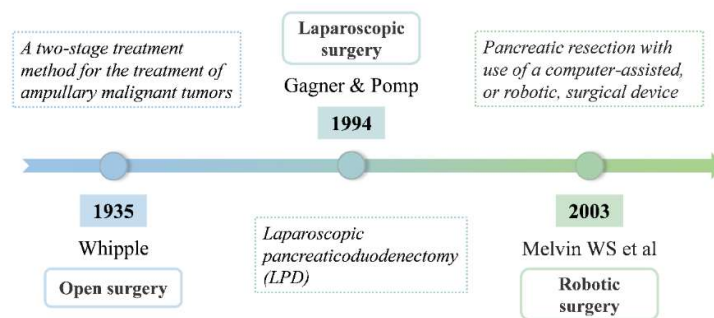 A two-stage treatment
method for the treatment of
ampullary malignant tumors
1935
Whipple
Open surgery
Laparoscopic
surgery
Gagner & Pomp
1994
Laparoscopic
pancreaticoduodenectomy
(LPD)
Pancreatic resection with
use of a computer-assisted,
or robotic, surgical device
2003
Melvin WS et al
Robotic
surgery